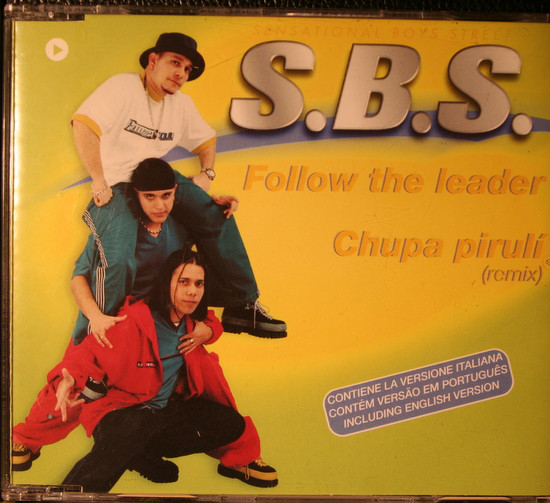 SENSATIONAL BOYS STREET
S.B.S.
Follow the leader
Chupa pirulí
(remix)
CONTIENE LA VERSIONE ITALIANA
CONTÉM VERSÃO EM PORTUGUÊS
INCLUDING ENGLISH VERSION